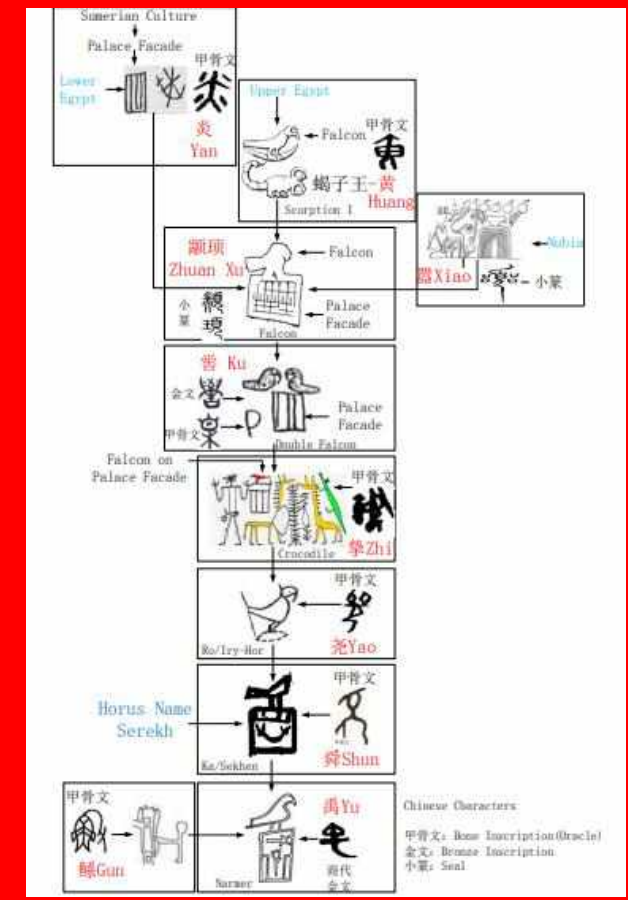 Sumerian Culture
Palace Facade
Lower
Egypt
甲骨文
炎
Yan
Upper Egypt
Falcon
甲骨文
蝎子王-黄
Huang
Scorption I
Nubia
嚣Xiao
小篆
颛顼
Zhuan Xu
Falcon
小
篆
Palace
Facade
Falcon
喾 Ku
金文
甲骨文
Palace
Facade
Double Falcon
Falcon on
Palace Facade
甲骨文
Crocodile
挚Zhi
甲骨文
Ro/Iry-Hor
尧Yao
Horus Name
Serekh
甲骨文
Ka/Sekhen
舜Shun
甲骨文
鲧Gun
禹Yu
Narmer
商代
金文
Chinese Characters
甲骨文: Bone Inscription(Oracle)
金文: Bronze Inscription
小篆: Seal